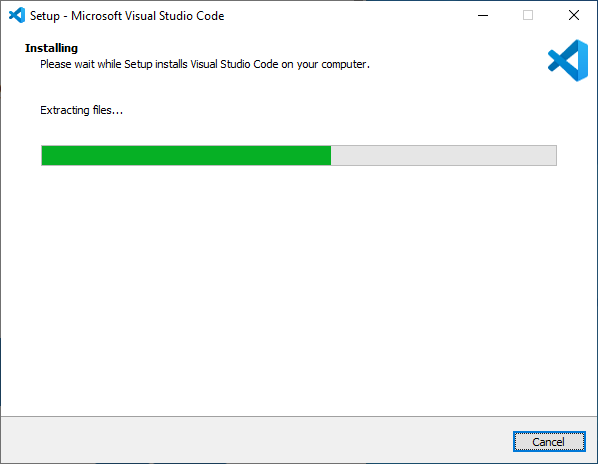 Setup - Microsoft Visual Studio Code
Installing
Please wait while Setup installs Visual Studio Code on your computer.
Extracting files...
Cancel